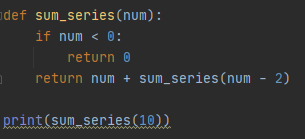 def sum_series(num):
    if num < 0:
        return 0
    return num + sum_series(num - 2)

print(sum_series(10))